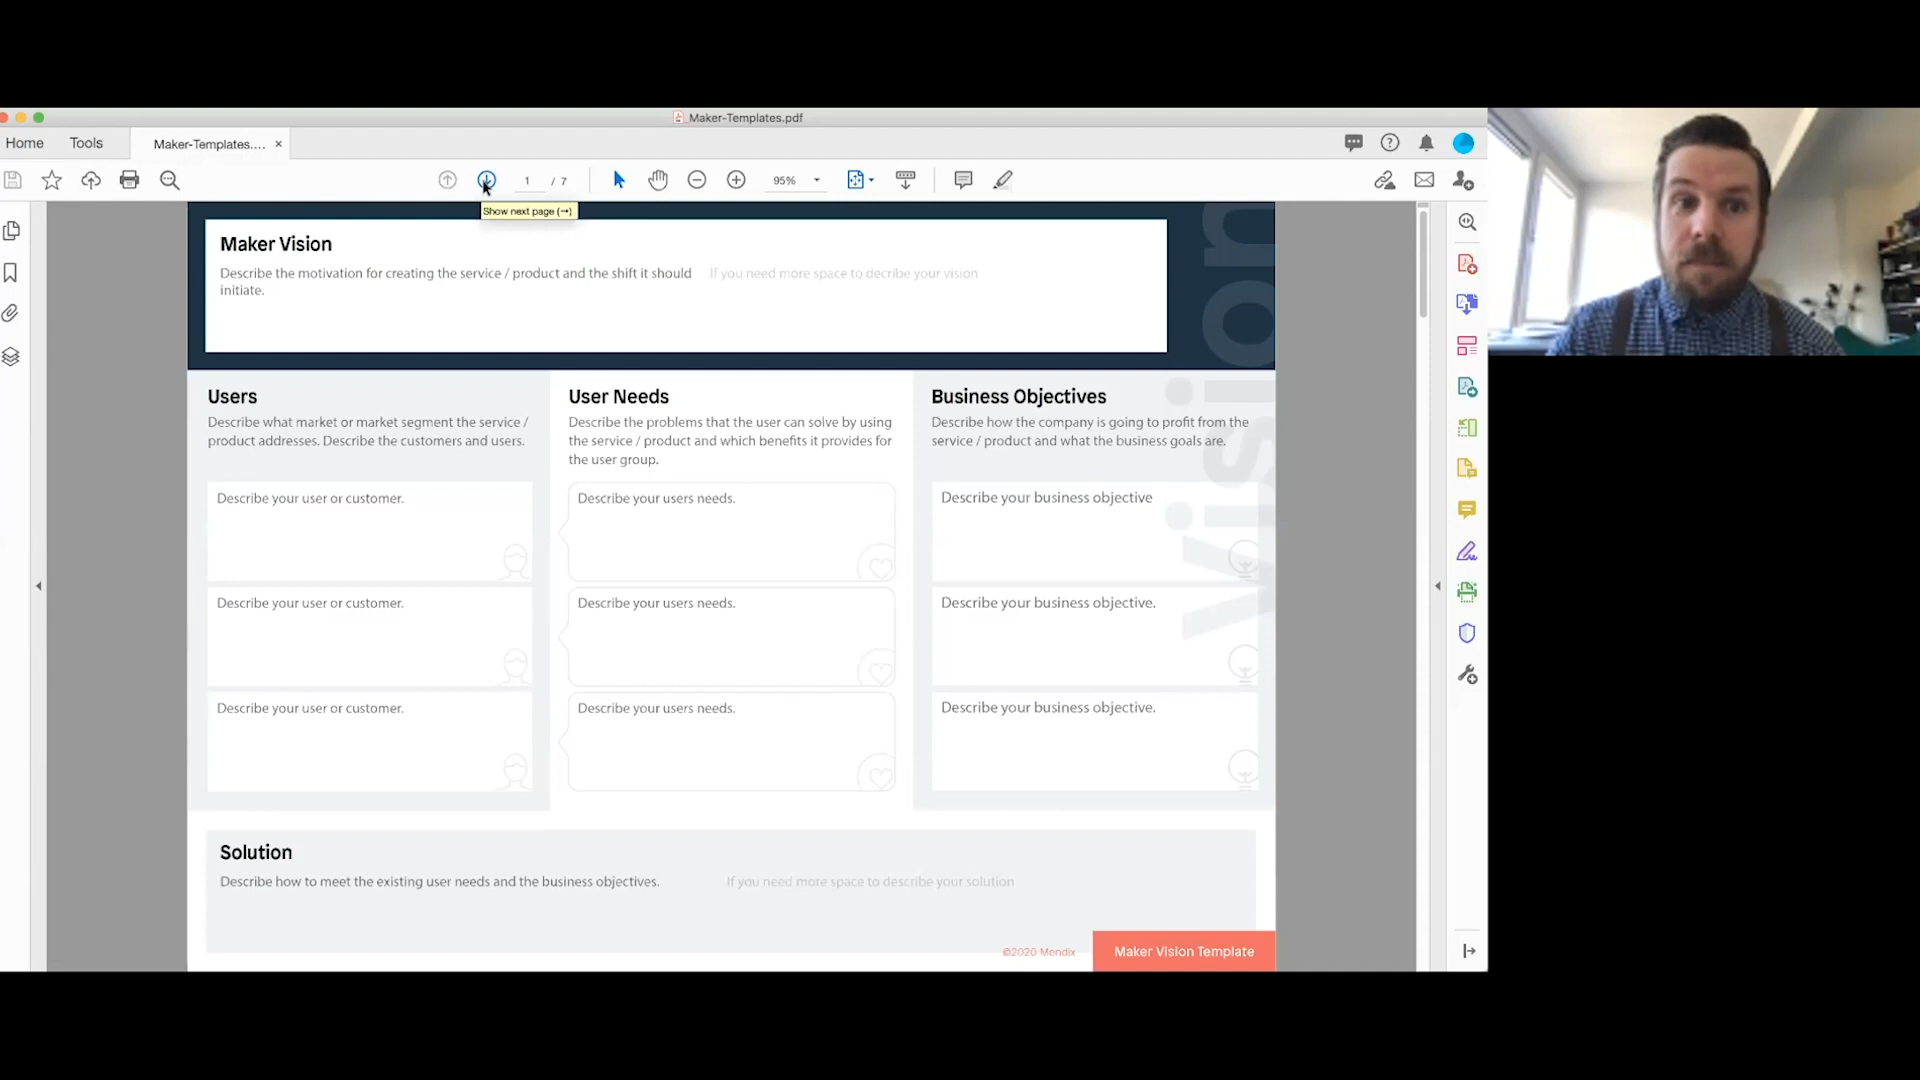 Maker-Templates.pdf
Home
Tools
Maker-Templates.... ×
1 / 7
95%
Show next page (→)
Maker Vision
Describe the motivation for creating the service / product and the shift it should
initiate.
If you need more space to decribe your vision
Vision
Users
Describe what market or market segment the service /
product addresses. Describe the customers and users.
Describe your user or customer.
Describe your user or customer.
Describe your user or customer.
User Needs
Describe the problems that the user can solve by using
the service / product and which benefits it provides for
the user group.
Describe your users needs.
Describe your users needs.
Describe your users needs.
Business Objectives
Describe how the company is going to profit from the
service / product and what the business goals are.
Describe your business objective
Describe your business objective.
Describe your business objective.
Solution
Describe how to meet the existing user needs and the business objectives.
If you need more space to describe your solution
©2020 Mendix
Maker Vision Template